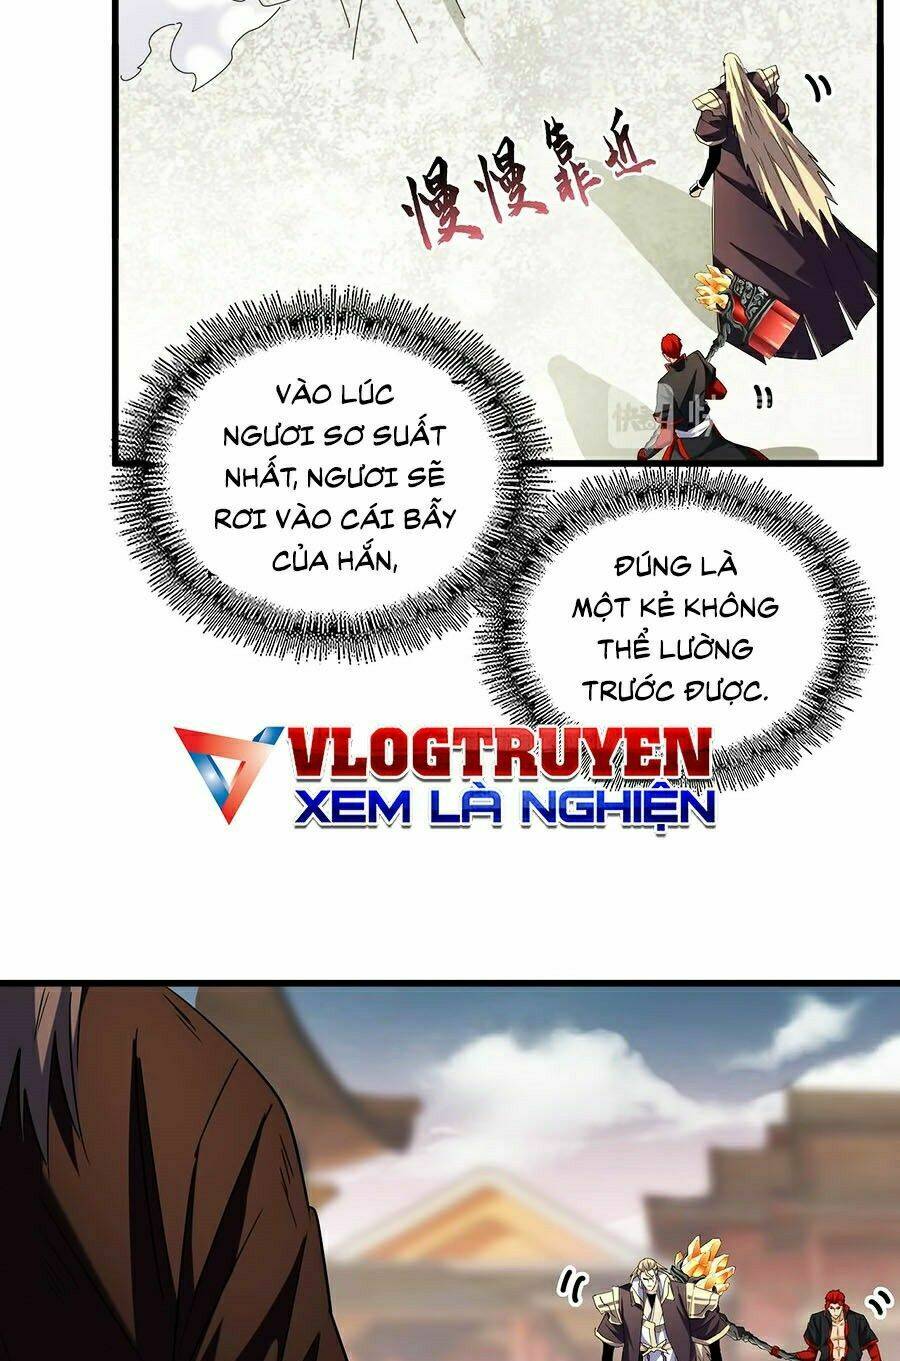 慢慢靠近
VÀO LÚC
NGƯƠI SƠ SUẤT
NHẤT, NGƯƠI SẼ
RƠI VÀO CÁI BẪY
CỦA HẮN,
ĐÚNG LÀ
MỘT KẺ KHÔNG
THỂ LƯỜNG
TRƯỚC ĐƯỢC.
VLOGTRUYEN
XEM LÀ NGHIỆN